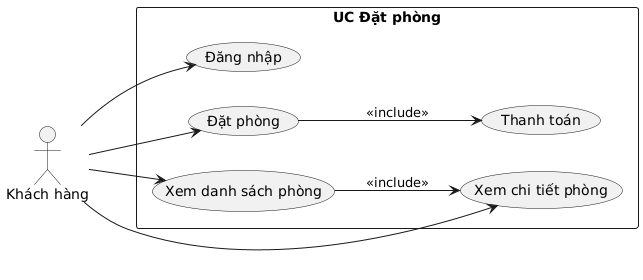 UC Đặt phòng
Đăng nhập
Đặt phòng
«include»
Thanh toán
Khách hàng
Xem danh sách phòng
«include»
Xem chi tiết phòng